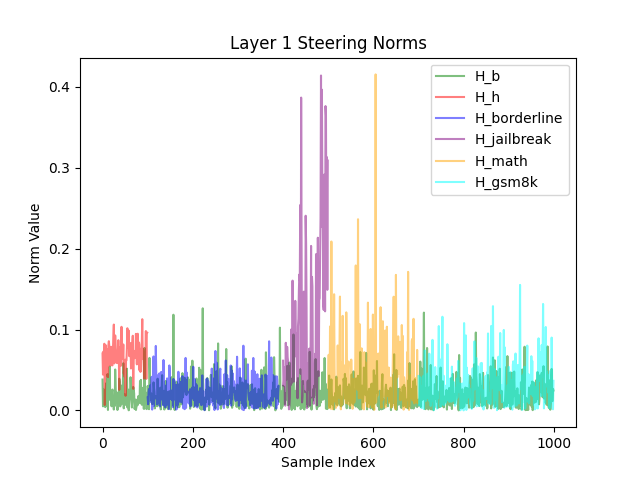 Layer 1 Steering Norms
Norm Value
0.4
0.3
0.2
0.1
0.0
H_b
H_h
H_borderline
H_jailbreak
H_math
H_gsm8k
0
200
400
600
800
1000
Sample Index